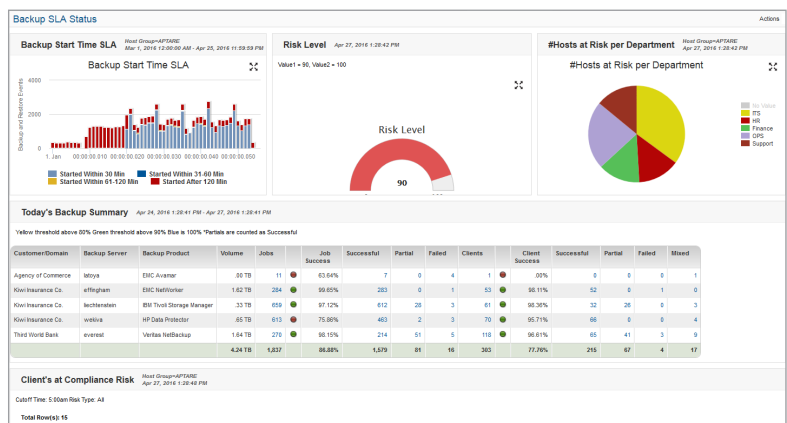 Backup SLA Status
Actions
Backup Start Time SLA
Host Group=APTARE
Mar 1, 2016 12:00:00 AM - Apr 25, 2016 11:59:59 PM
Backup Start Time SLA
Backup and Restore Events
4000
2000
0
1. Jan 00:00:00.010 00:00:00.020 00:00:00.030 00:00:00.040 00:00:00.050
Started Within 30 Min Started Within 31-60 Min
Started Within 61-120 Min Started After 120 Min
Risk Level Apr 27, 2016 1:28:42 PM
Value1 = 90, Value2 = 100
Risk Level
90
#Hosts at Risk per Department
Host Group=APTARE
Apr 27, 2016 1:28:42 PM
#Hosts at Risk per Department
No Value
ITS
HR
Finance
OPS
Support
Today's Backup Summary Apr 24, 2016 1:28:41 PM - Apr 27, 2016 1:28:41 PM
Yellow threshold above 80% Green threshold above 90% Blue is 100% *Partials are counted as Successful
Customer/Domain Backup Server Backup Product Volume Jobs Job Success Successful Partial Failed Clients Client Success Successful Partial Failed Mixed
Agency of Commerce latoya EMC Avamar .00 TB 11 63.64% 7 0 4 1 .00% 0 0 0 1
Kiwi Insurance Co. effingham EMC NetWorker 1.62 TB 284 99.65% 283 0 1 53 98.11% 52 0 1 0
Kiwi Insurance Co. liechtenstein IBM Tivoli Storage Manager .33 TB 659 97.12% 612 28 3 61 98.36% 32 26 0 3
Kiwi Insurance Co. wekiva HP Data Protector .65 TB 613 75.86% 463 2 3 70 95.71% 66 0 0 4
Third World Bank everest Veritas NetBackup 1.64 TB 270 98.15% 214 51 5 118 96.61% 65 41 3 9
4.24 TB 1,837 86.88% 1,579 81 16 303 77.76% 215 67 4 17
Client's at Compliance Risk
Host Group=APTARE
Apr 27, 2016 1:28:48 PM
Cutoff Time: 5:00am Risk Type: All
Total Row(s): 15